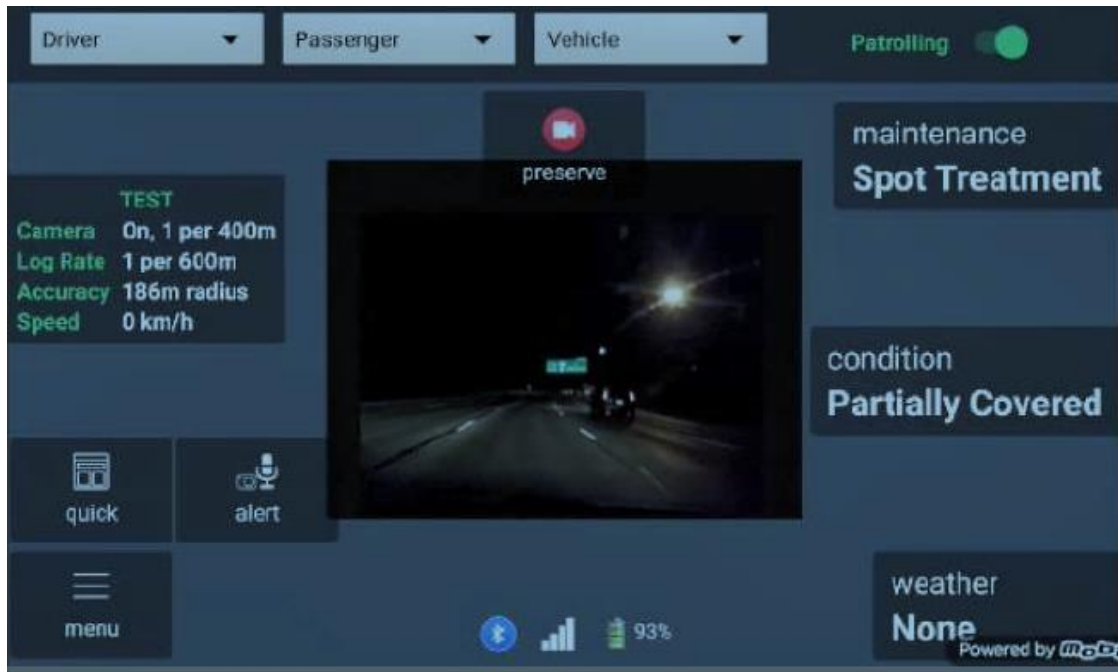 Driver
Passenger
Vehicle
Patrolling
preserve
maintenance
Spot Treatment
TEST
Camera On, 1 per 400m
Log Rate 1 per 600m
Accuracy 186m radius
Speed 0 km/h
condition
Partially Covered
quick
alert
menu
93%
weather
None
Powered by